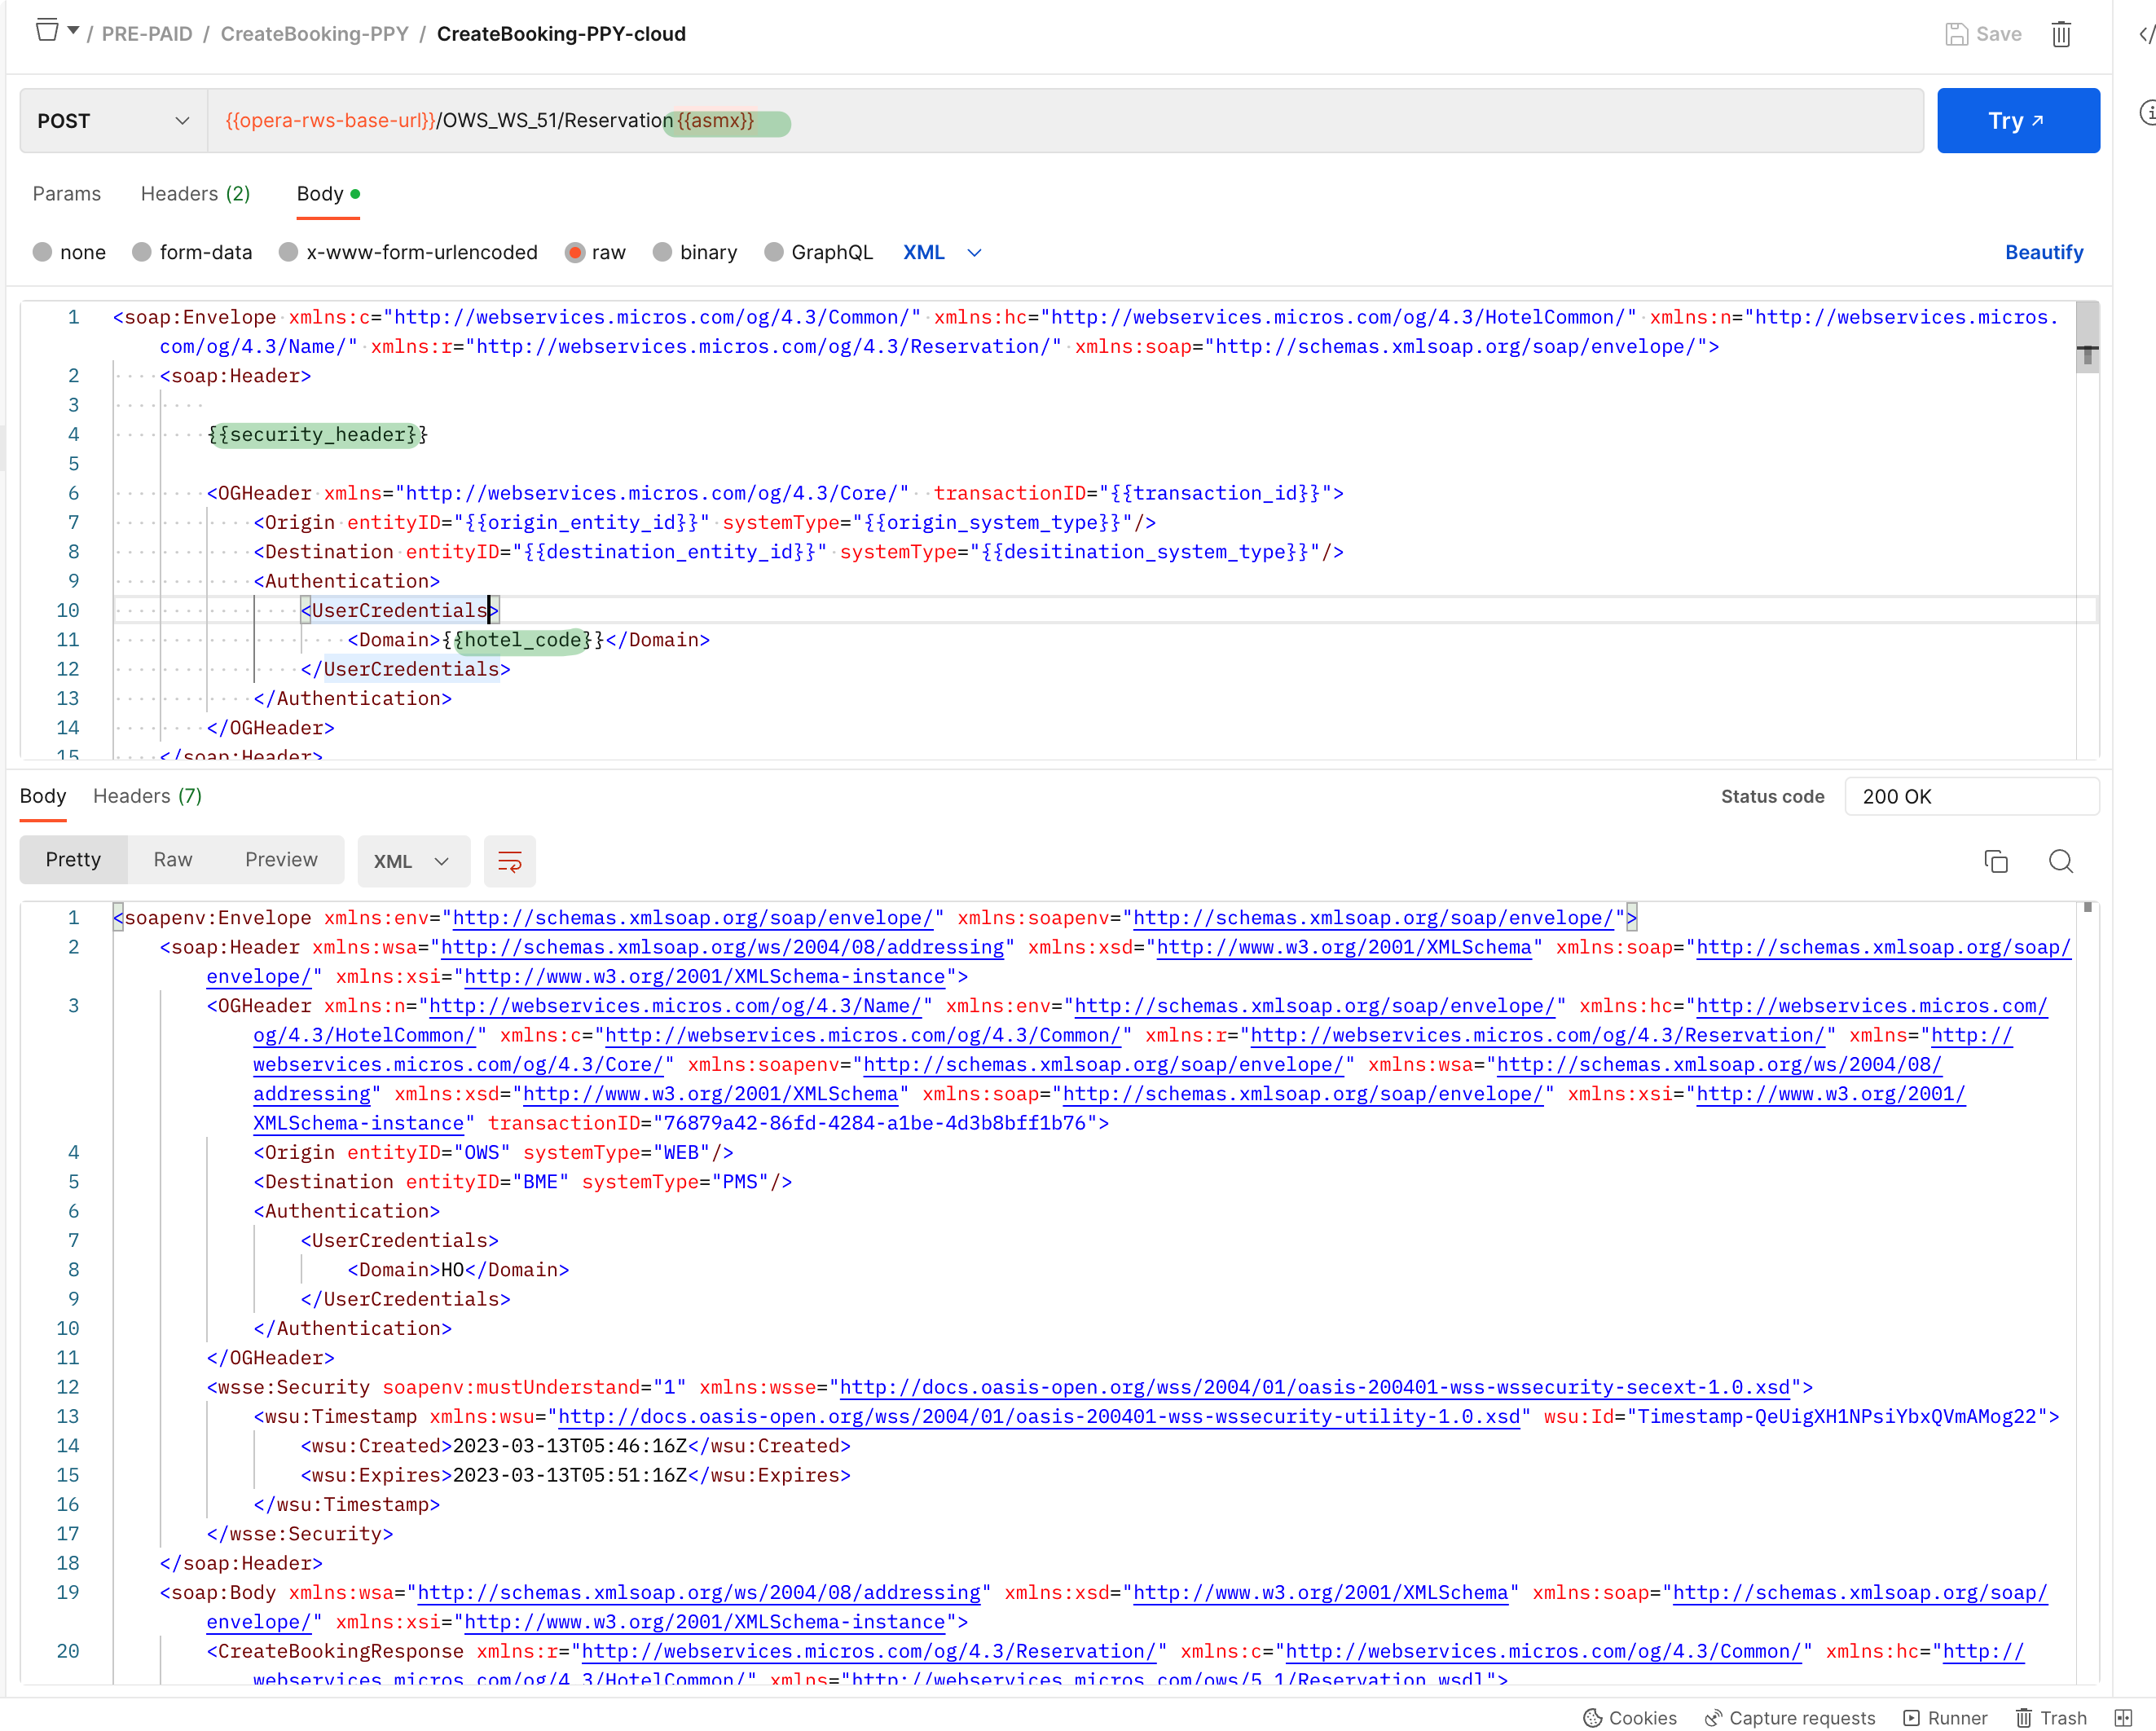 / PRE-PAID / CreateBooking-PPY / CreateBooking-PPY-cloud Save
POST {{opera-rws-base-url}}/OWS_WS_51/Reservation{{asmx}} Try ↗
Params Headers (2) Body
none form-data x-www-form-urlencoded raw binary GraphQL XML Beautify
1 <soap:Envelope xmlns:c="http://webservices.micros.com/og/4.3/Common/" xmlns:hc="http://webservices.micros.com/og/4.3/HotelCommon/" xmlns:n="http://webservices.micros.
com/og/4.3/Name/" xmlns:r="http://webservices.micros.com/og/4.3/Reservation/" xmlns:soap="http://schemas.xmlsoap.org/soap/envelope/">
2 <soap:Header>
3
4 {{security_header}}
5
6 <OGHeader xmlns="http://webservices.micros.com/og/4.3/Core/" transactionID="{{transaction_id}}">
7 <Origin entityID="{{origin_entity_id}}" systemType="{{origin_system_type}}"/>
8 <Destination entityID="{{destination_entity_id}}" systemType="{{desitination_system_type}}"/>
9 <Authentication>
10 <UserCredentials>
11 <Domain>{{hotel_code}}</Domain>
12 </UserCredentials>
13 </Authentication>
14 </OGHeader>
15 </soap:Header>
Body Headers (7) Status code 200 OK
Pretty Raw Preview XML
1 <soapenv:Envelope xmlns:env="http://schemas.xmlsoap.org/soap/envelope/" xmlns:soapenv="http://schemas.xmlsoap.org/soap/envelope/">
2 <soap:Header xmlns:wsa="http://schemas.xmlsoap.org/ws/2004/08/addressing" xmlns:xsd="http://www.w3.org/2001/XMLSchema" xmlns:soap="http://schemas.xmlsoap.org/soap/
envelope/" xmlns:xsi="http://www.w3.org/2001/XMLSchema-instance">
3 <OGHeader xmlns:n="http://webservices.micros.com/og/4.3/Name/" xmlns:env="http://schemas.xmlsoap.org/soap/envelope/" xmlns:hc="http://webservices.micros.com/
og/4.3/HotelCommon/" xmlns:c="http://webservices.micros.com/og/4.3/Common/" xmlns:r="http://webservices.micros.com/og/4.3/Reservation/" xmlns="http://
webservices.micros.com/og/4.3/Core/" xmlns:soapenv="http://schemas.xmlsoap.org/soap/envelope/" xmlns:wsa="http://schemas.xmlsoap.org/ws/2004/08/
addressing" xmlns:xsd="http://www.w3.org/2001/XMLSchema" xmlns:soap="http://schemas.xmlsoap.org/soap/envelope/" xmlns:xsi="http://www.w3.org/2001/
XMLSchema-instance" transactionID="76879a42-86fd-4284-a1be-4d3b8bff1b76">
4 <Origin entityID="OWS" systemType="WEB"/>
5 <Destination entityID="BME" systemType="PMS"/>
6 <Authentication>
7 <UserCredentials>
8 <Domain>HO</Domain>
9 </UserCredentials>
10 </Authentication>
11 </OGHeader>
12 <wsse:Security soapenv:mustUnderstand="1" xmlns:wsse="http://docs.oasis-open.org/wss/2004/01/oasis-200401-wss-wssecurity-secext-1.0.xsd">
13 <wsu:Timestamp xmlns:wsu="http://docs.oasis-open.org/wss/2004/01/oasis-200401-wss-wssecurity-utility-1.0.xsd" wsu:Id="Timestamp-QeUigXH1NPsiYbxQVmAMog22">
14 <wsu:Created>2023-03-13T05:46:16Z</wsu:Created>
15 <wsu:Expires>2023-03-13T05:51:16Z</wsu:Expires>
16 </wsu:Timestamp>
17 </wsse:Security>
18 </soap:Header>
19 <soap:Body xmlns:wsa="http://schemas.xmlsoap.org/ws/2004/08/addressing" xmlns:xsd="http://www.w3.org/2001/XMLSchema" xmlns:soap="http://schemas.xmlsoap.org/soap/
envelope/" xmlns:xsi="http://www.w3.org/2001/XMLSchema-instance">
20 <CreateBookingResponse xmlns:r="http://webservices.micros.com/og/4.3/Reservation/" xmlns:c="http://webservices.micros.com/og/4.3/Common/" xmlns:hc="http://
webservices.micros.com/og/4.3/HotelCommon/" xmlns="http://webservices.micros.com/ows/5.1/Reservation.wsdl">
Cookies Capture requests Runner Trash